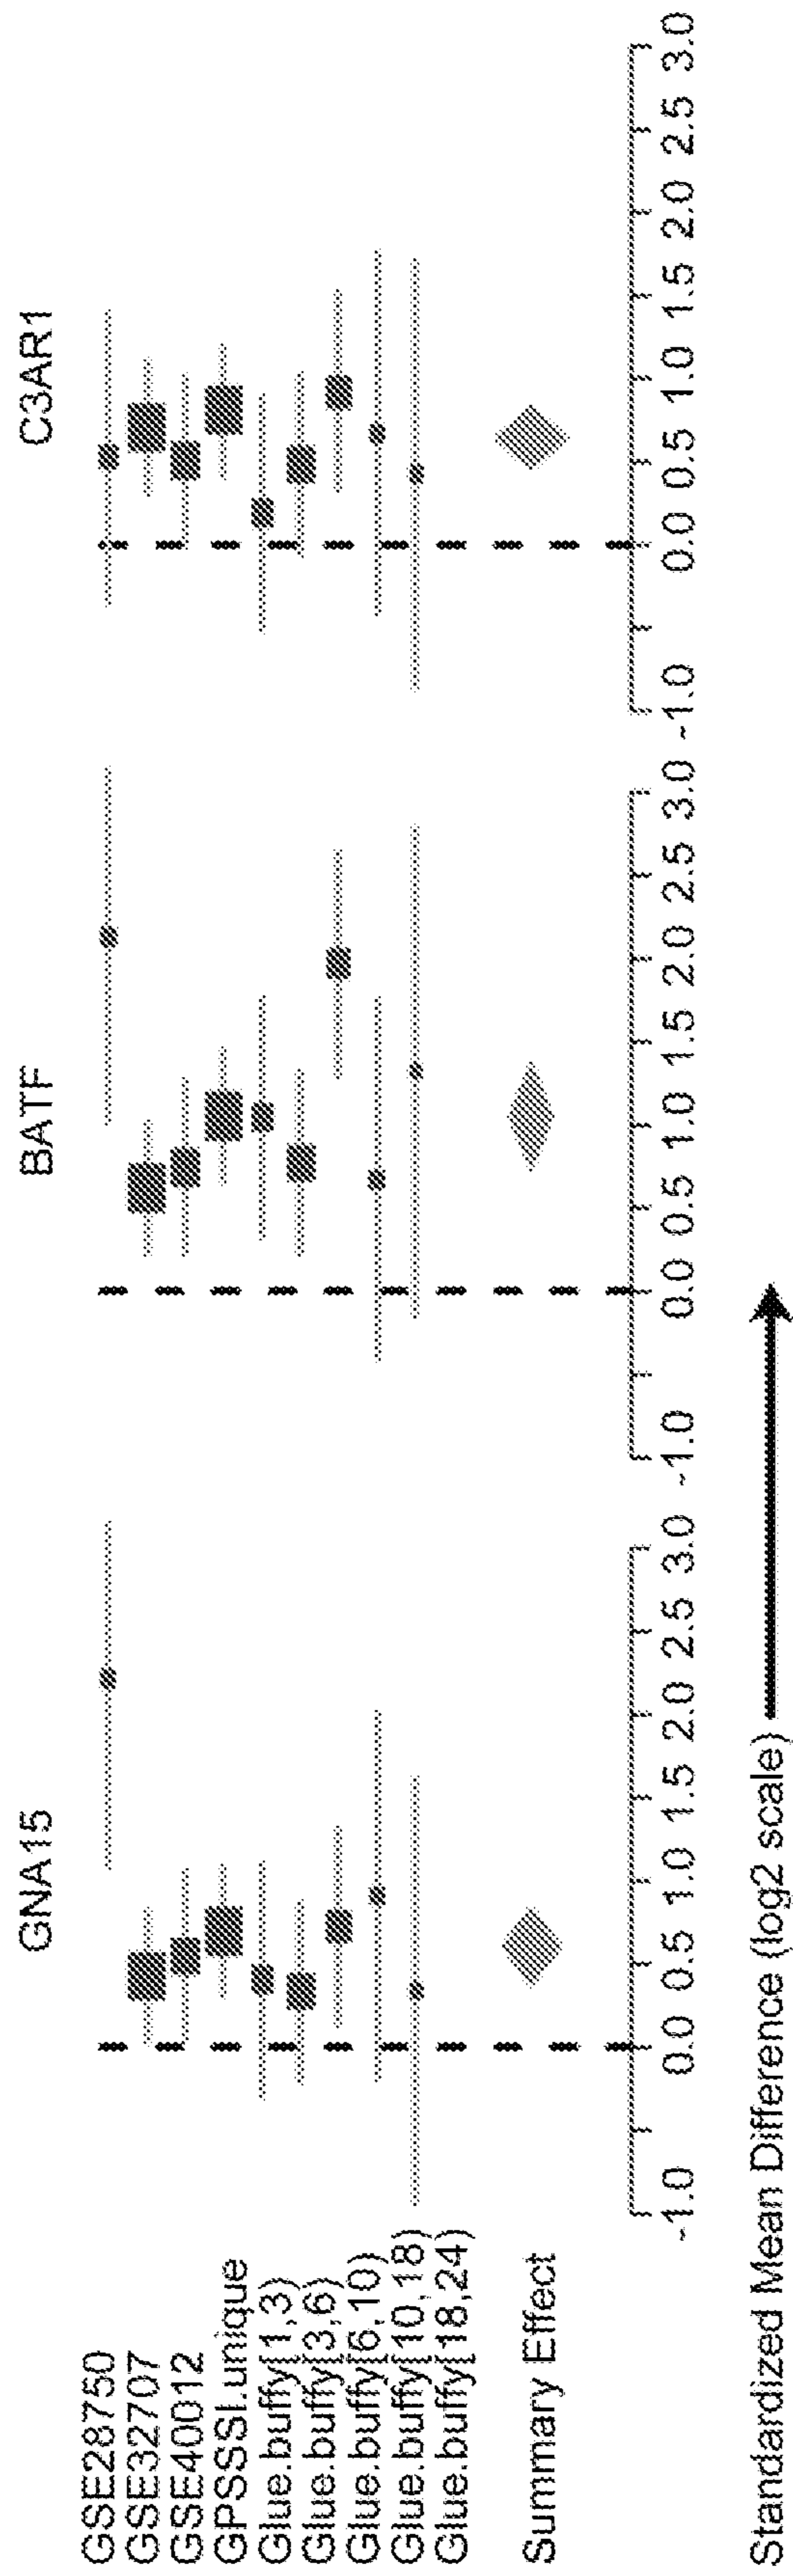 GNA15
BATF
C3AR1
GSE28750
GSE32707
GSE40012
GPSSSI.unique
Glue.buffy[1,3)
Glue.buffy[3,6)
Glue.buffy[6,10)
Glue.buffy[10,18)
Glue.buffy[18,24)
Summary Effect
-1.0 0.0 0.5 1.0 1.5 2.0 2.5 3.0
-1.0 0.0 0.5 1.0 1.5 2.0 2.5 3.0
-1.0 0.0 0.5 1.0 1.5 2.0 2.5 3.0
Standardized Mean Difference (log2 scale)